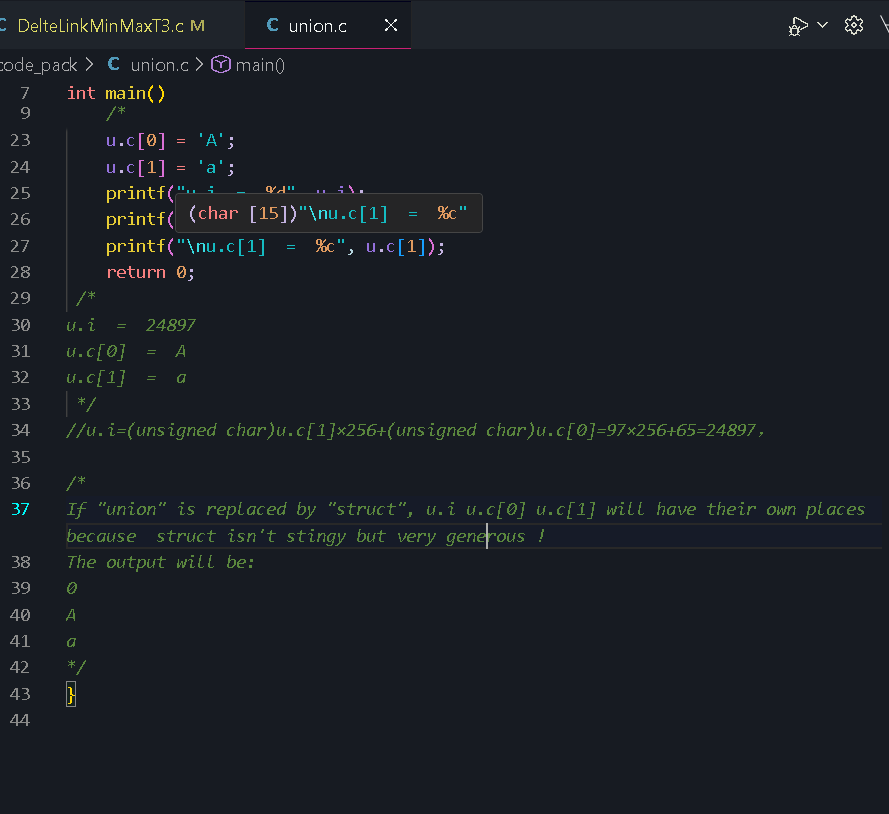 DelteLinkMinMaxT3.c M
union.c
code_pack > C union.c > main()
7 int main()
9 /*
23 u.c[0] = 'A';
24 u.c[1] = 'a';
25 printf("u.i = %d", u.i);
(char [15])"\nu.c[1] = %c"
26 printf(
27 printf("\nu.c[1] = %c", u.c[1]);
28 return 0;
29 /*
30 u.i = 24897
31 u.c[0] = A
32 u.c[1] = a
33 */
34 //u.i=(unsigned char)u.c[1]×256+(unsigned char)u.c[0]=97×256+65=24897，
35
36 /*
37 If "union" is replaced by "struct", u.i u.c[0] u.c[1] will have their own places
because struct isn't stingy but very generous !
38 The output will be:
39 0
40 A
41 a
42 */
43 }
44